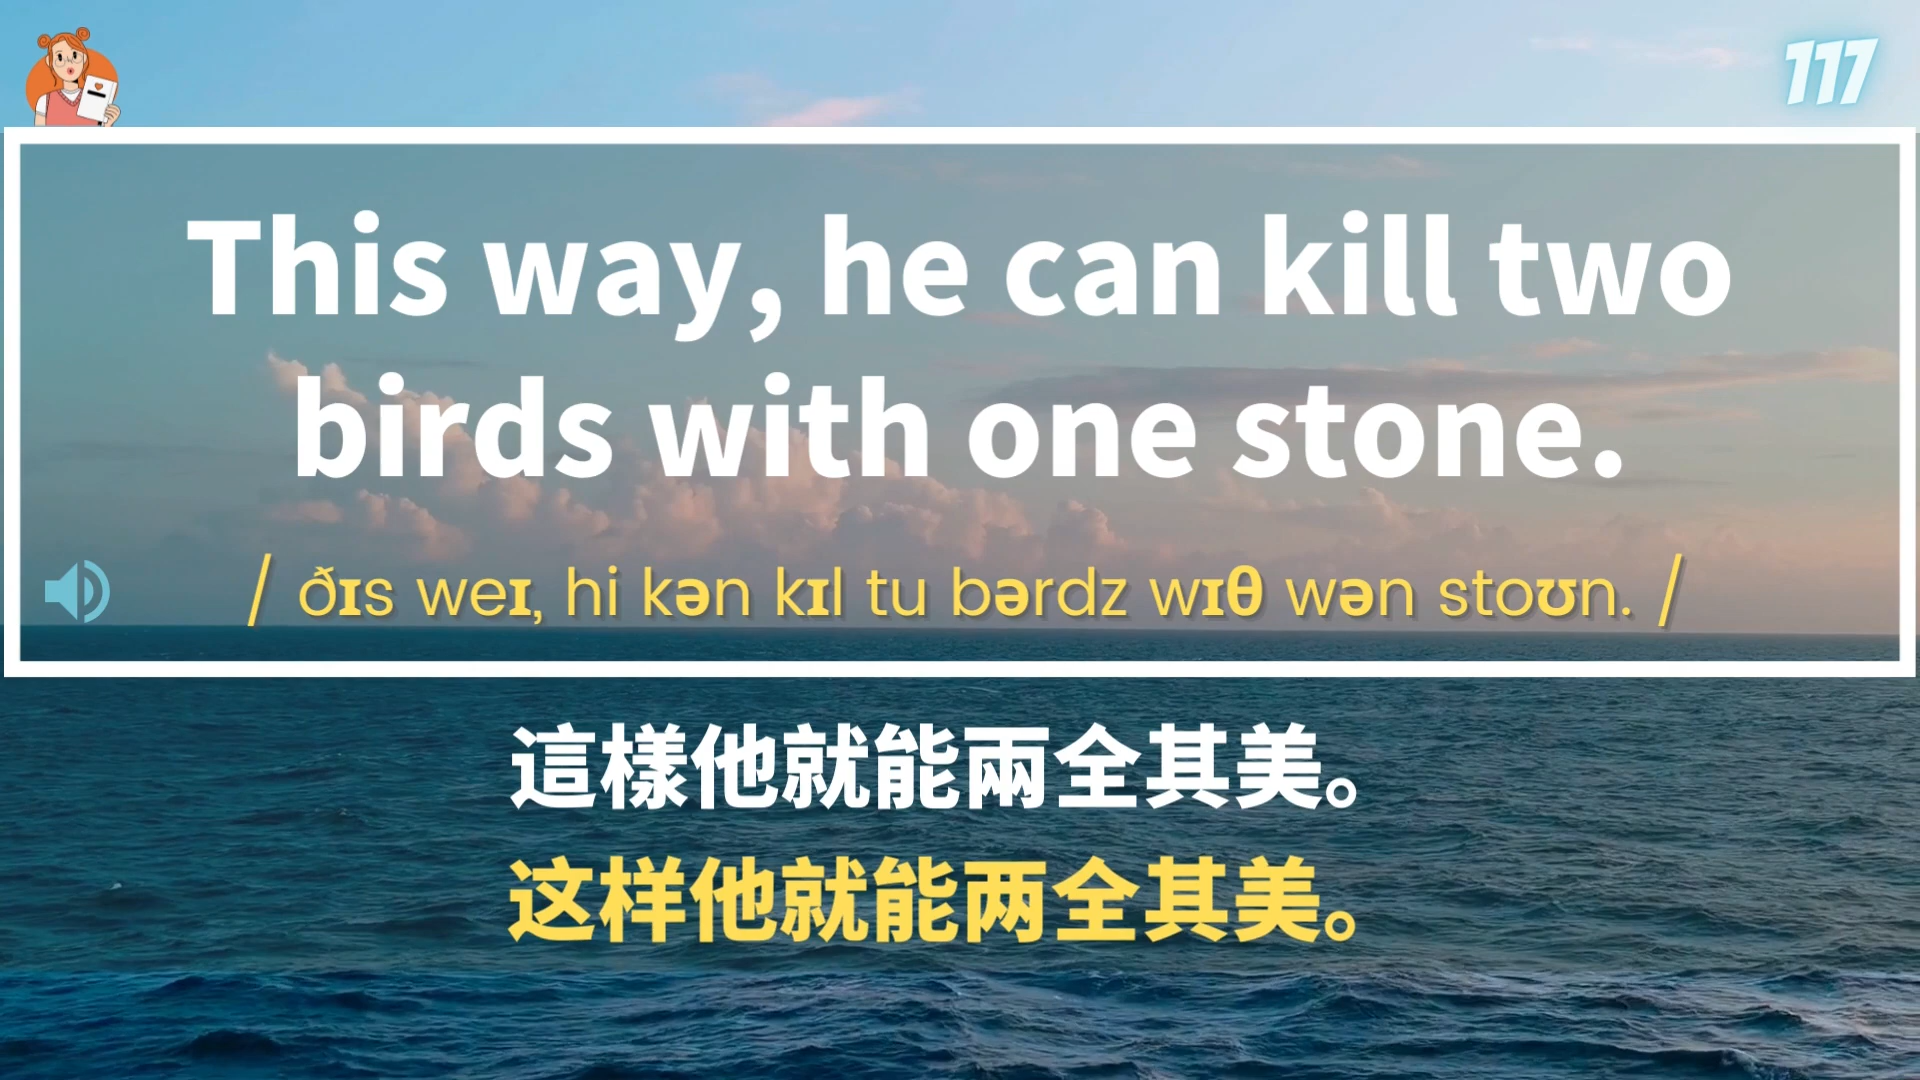 117
This way, he can kill two
birds with one stone.
/ ðɪs weɪ, hi kən kɪl tu bərdz wɪθ wən stoʊn. /
這樣他就能兩全其美。
这样他就能两全其美。